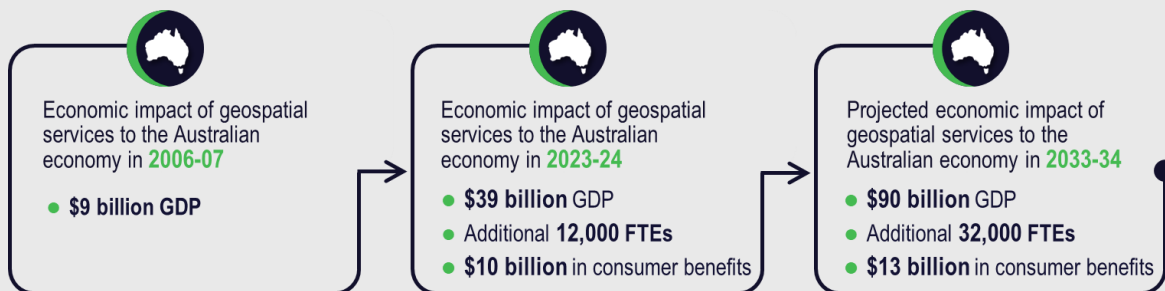 Economic impact of geospatial
services to the Australian
economy in 2006-07
$9 billion GDP
Economic impact of geospatial
services to the Australian
economy in 2023-24
$39 billion GDP
Additional 12,000 FTEs
$10 billion in consumer benefits
Projected economic impact of
geospatial services to the
Australian economy in 2033-34
$90 billion GDP
Additional 32,000 FTEs
$13 billion in consumer benefits